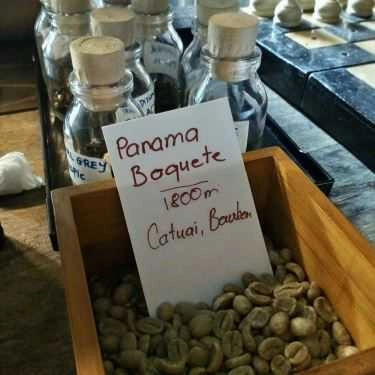 GREY
Panama
Boquete
1800m
Catuai, Bourbon